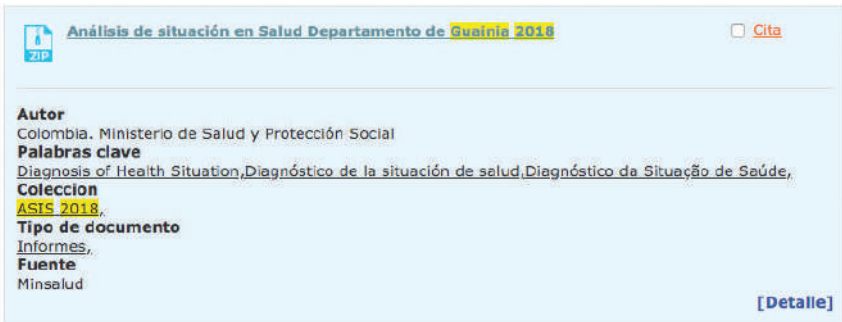 Análisis de situación en Salud Departamento de Guainia 2018
Cita
ZIP
Autor
Colombia. Ministerio de Salud y Protección Social
Palabras clave
Diagnosis of Health Situation,Diagnóstico de la situación de salud,Diagnóstico da Situação de Saúde,
Coleccion
ASIS 2018,
Tipo de documento
Informes,
Fuente
Minsalud
[Detalle]